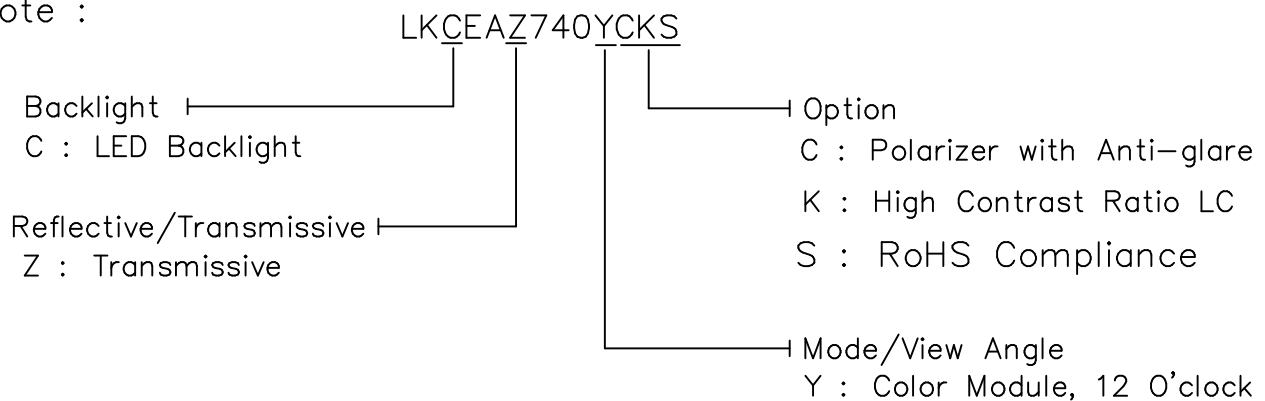 ote :
LKCEAZ740YCKS
Backlight
C : LED Backlight
Reflective/Transmissive
Z : Transmissive
Option
C : Polarizer with Anti-glare
K : High Contrast Ratio LC
S : RoHS Compliance
Mode/View Angle
Y : Color Module, 12 O'clock